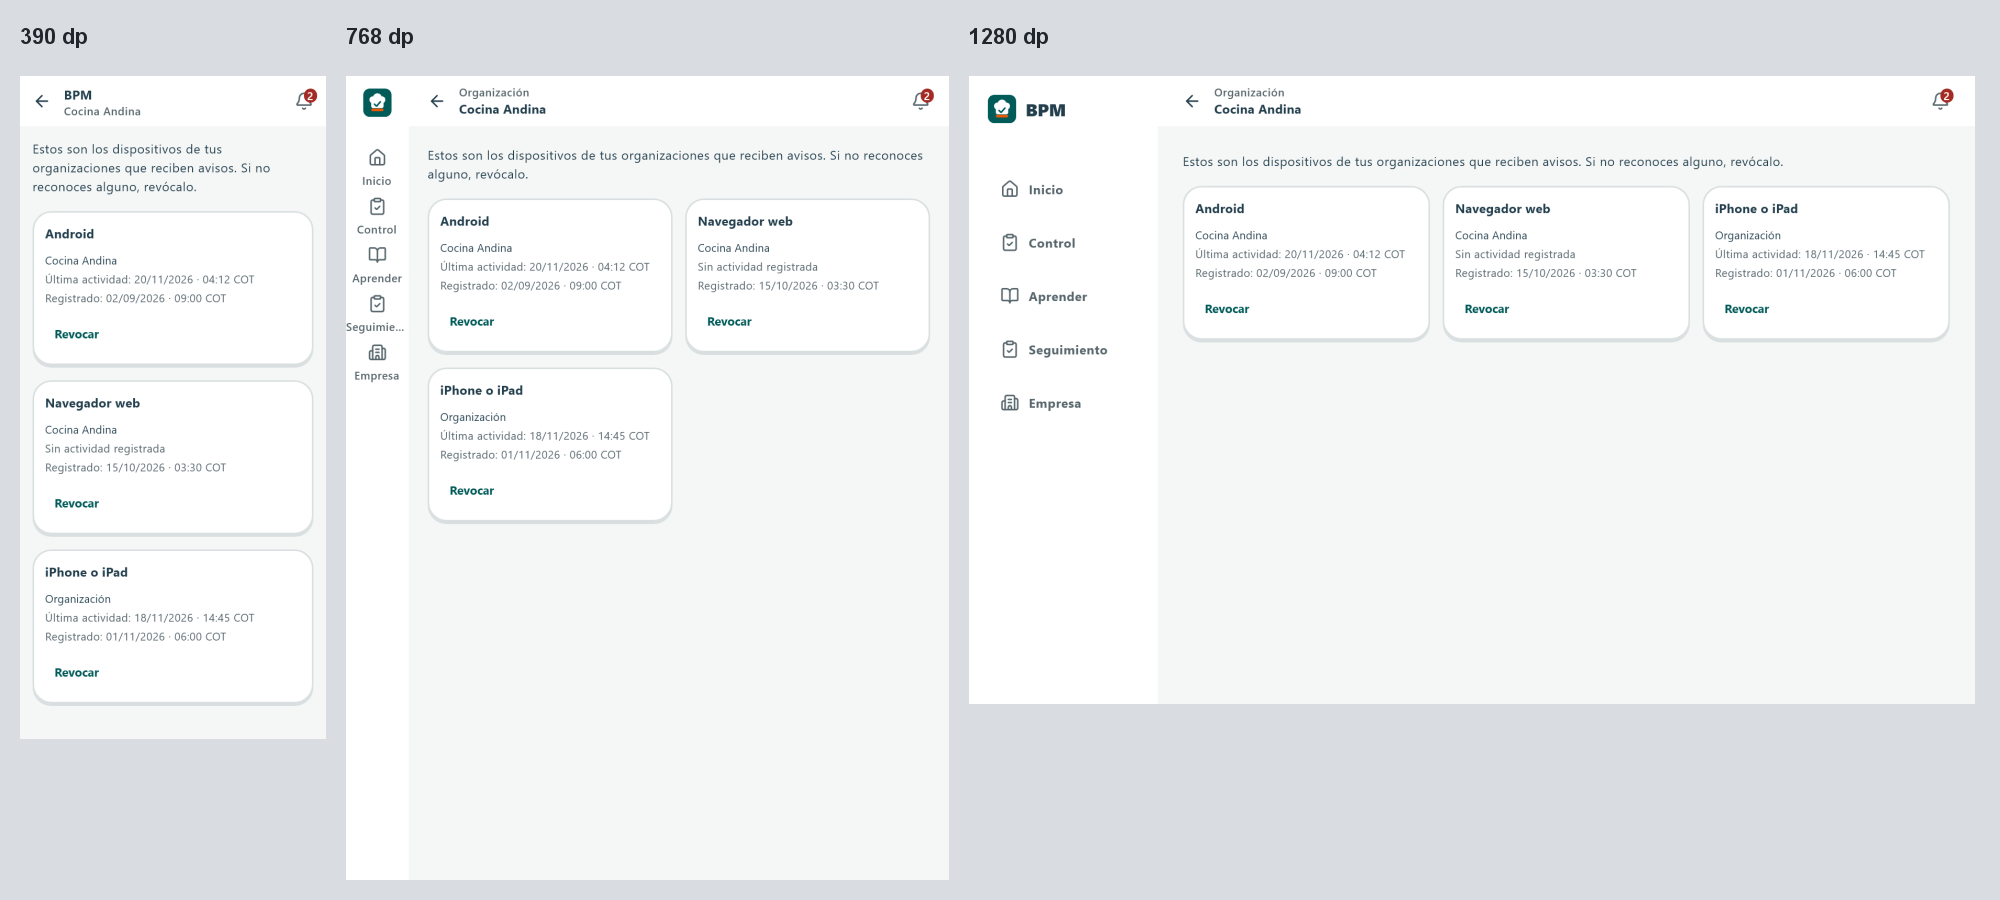 390 dp
BPM
Cocina Andina
2
Estos son los dispositivos de tus
organizaciones que reciben avisos. Si no
reconoces alguno, revócalo.
Android
Cocina Andina
Última actividad: 20/11/2026 · 04:12 COT
Registrado: 02/09/2026 · 09:00 COT
Revocar
Navegador web
Cocina Andina
Sin actividad registrada
Registrado: 15/10/2026 · 03:30 COT
Revocar
iPhone o iPad
Organización
Última actividad: 18/11/2026 · 14:45 COT
Registrado: 01/11/2026 · 06:00 COT
Revocar
768 dp
Inicio
Control
Aprender
Seguimie...
Empresa
Organización
Cocina Andina
2
Estos son los dispositivos de tus organizaciones que reciben avisos. Si no reconoces
alguno, revócalo.
Android
Cocina Andina
Última actividad: 20/11/2026 · 04:12 COT
Registrado: 02/09/2026 · 09:00 COT
Revocar
Navegador web
Cocina Andina
Sin actividad registrada
Registrado: 15/10/2026 · 03:30 COT
Revocar
iPhone o iPad
Organización
Última actividad: 18/11/2026 · 14:45 COT
Registrado: 01/11/2026 · 06:00 COT
Revocar
1280 dp
BPM
Inicio
Control
Aprender
Seguimiento
Empresa
Organización
Cocina Andina
2
Estos son los dispositivos de tus organizaciones que reciben avisos. Si no reconoces alguno, revócalo.
Android
Cocina Andina
Última actividad: 20/11/2026 · 04:12 COT
Registrado: 02/09/2026 · 09:00 COT
Revocar
Navegador web
Cocina Andina
Sin actividad registrada
Registrado: 15/10/2026 · 03:30 COT
Revocar
iPhone o iPad
Organización
Última actividad: 18/11/2026 · 14:45 COT
Registrado: 01/11/2026 · 06:00 COT
Revocar